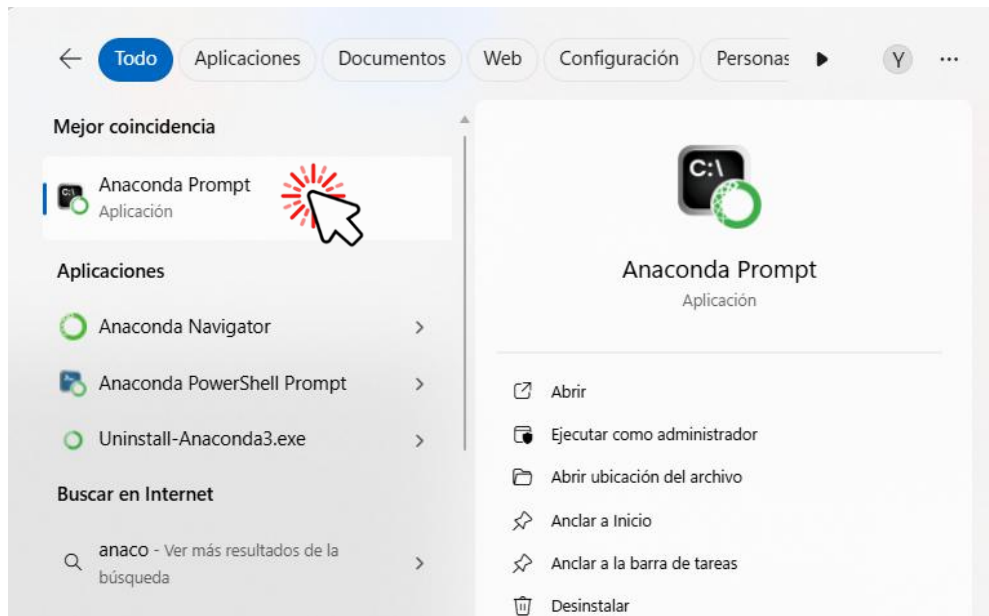 Todo Aplicaciones Documentos Web Configuración Personas Y ...
Mejor coincidencia
Anaconda Prompt
Aplicación
Aplicaciones
Anaconda Navigator
Anaconda PowerShell Prompt
Uninstall-Anaconda3.exe
Buscar en Internet
anaco - Ver más resultados de la
búsqueda
C:\
Anaconda Prompt
Aplicación
Abrir
Ejecutar como administrador
Abrir ubicación del archivo
Anclar a Inicio
Anclar a la barra de tareas
Desinstalar